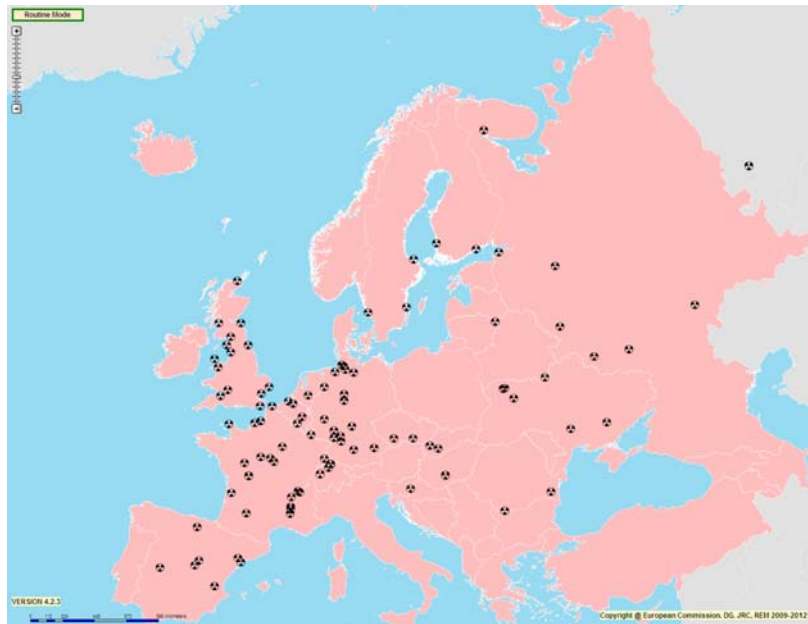 Routine Mode
VERSION 4.2.3
Copyright @ European Commission, DG. JRC, REM 2009-2012